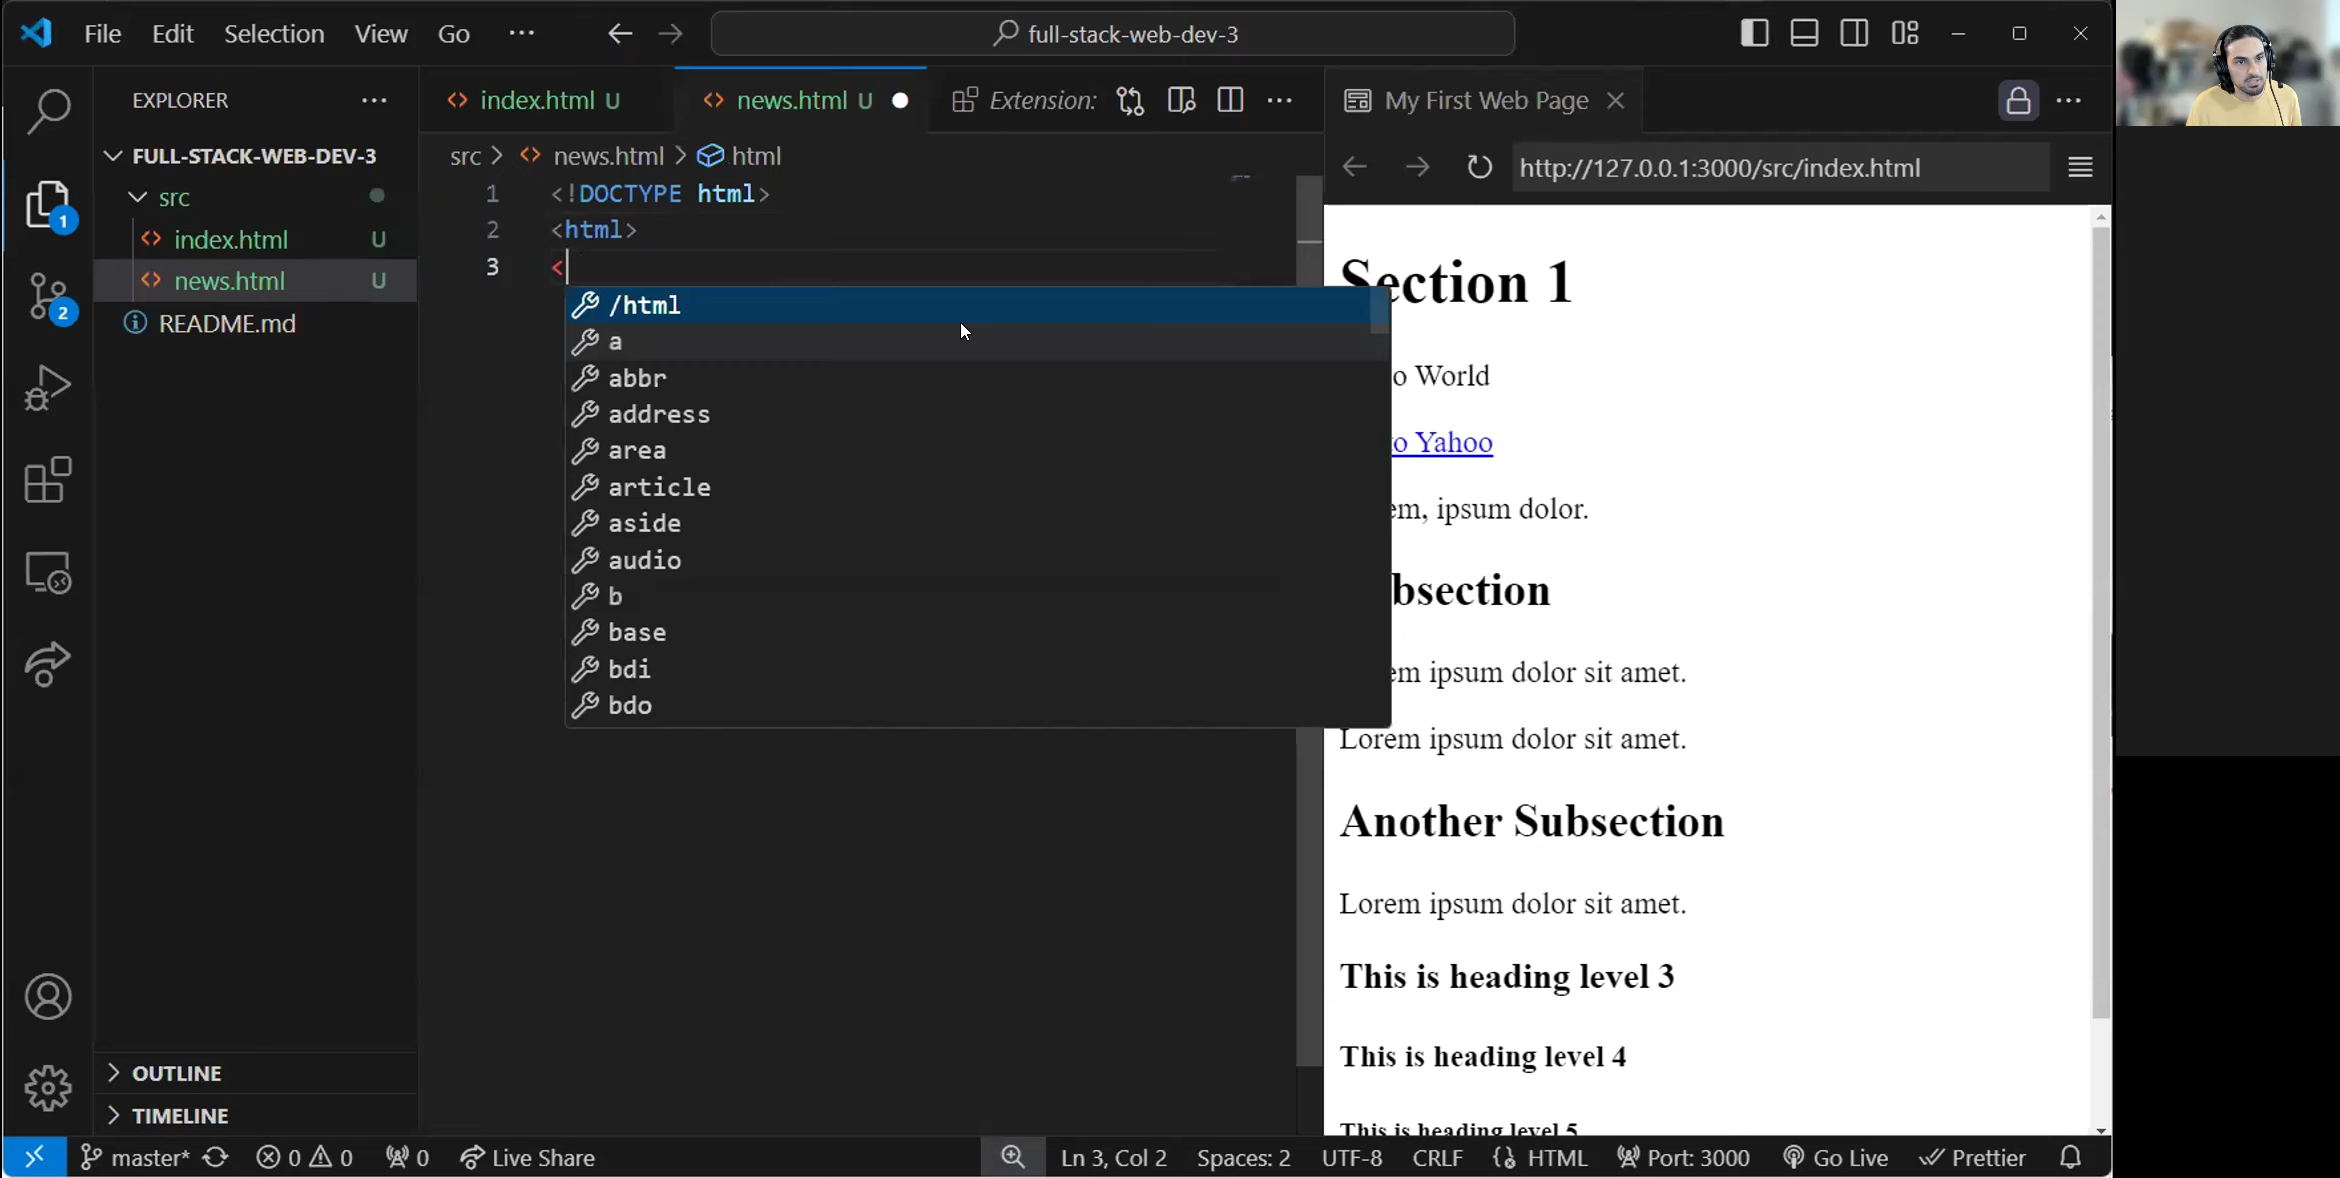 File Edit Selection View Go ··· full-stack-web-dev-3
EXPLORER ···
FULL-STACK-WEB-DEV-3
src
index.html U
news.html U
README.md
OUTLINE
TIMELINE
1
2
index.html U news.html U Extension: ···
src > news.html > html
1 <!DOCTYPE html>
2 <html>
3 <
/html
a
abbr
address
area
article
aside
audio
b
base
bdi
bdo
My First Web Page ···
http://127.0.0.1:3000/src/index.html
Section 1
o World
o Yahoo
em, ipsum dolor.
bsection
em ipsum dolor sit amet.
Lorem ipsum dolor sit amet.
Another Subsection
Lorem ipsum dolor sit amet.
This is heading level 3
This is heading level 4
This is heading level 5
master* 0 0 0 Live Share Ln 3, Col 2 Spaces: 2 UTF-8 CRLF HTML Port: 3000 Go Live Prettier